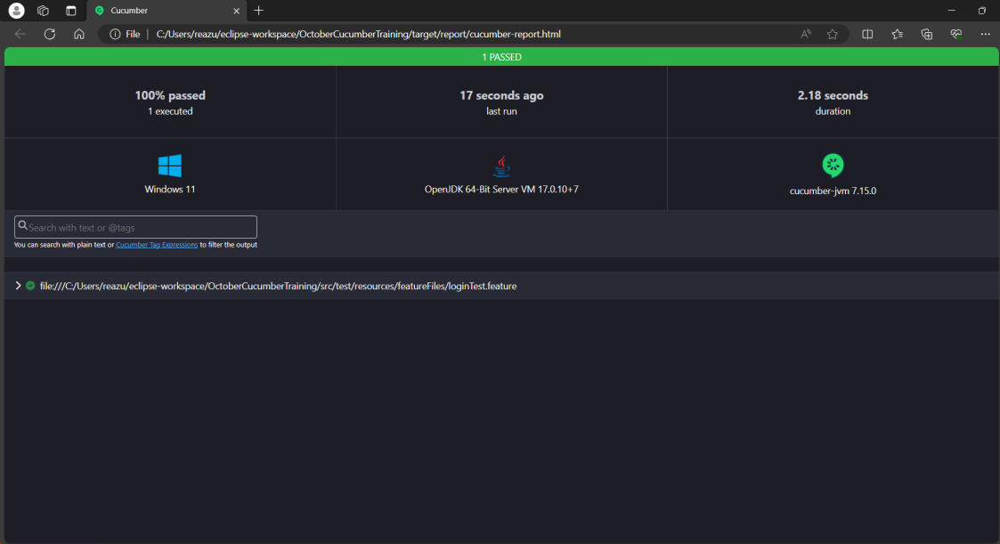 Cucumber
File
C:/Users/reazu/eclipse-workspace/OctoberCucumberTraining/target/report/cucumber-report.html
1 PASSED
100% passed
1 executed
17 seconds ago
last run
2.18 seconds
duration
Windows 11
OpenJDK 64-Bit Server VM 17.0.10+7
cucumber-jvm 7.15.0
Search with text or @tags
You can search with plain text or Cucumber Tag Expressions to filter the output
file:///C:/Users/reazu/eclipse-workspace/OctoberCucumberTraining/src/test/resources/featureFiles/loginTest.feature